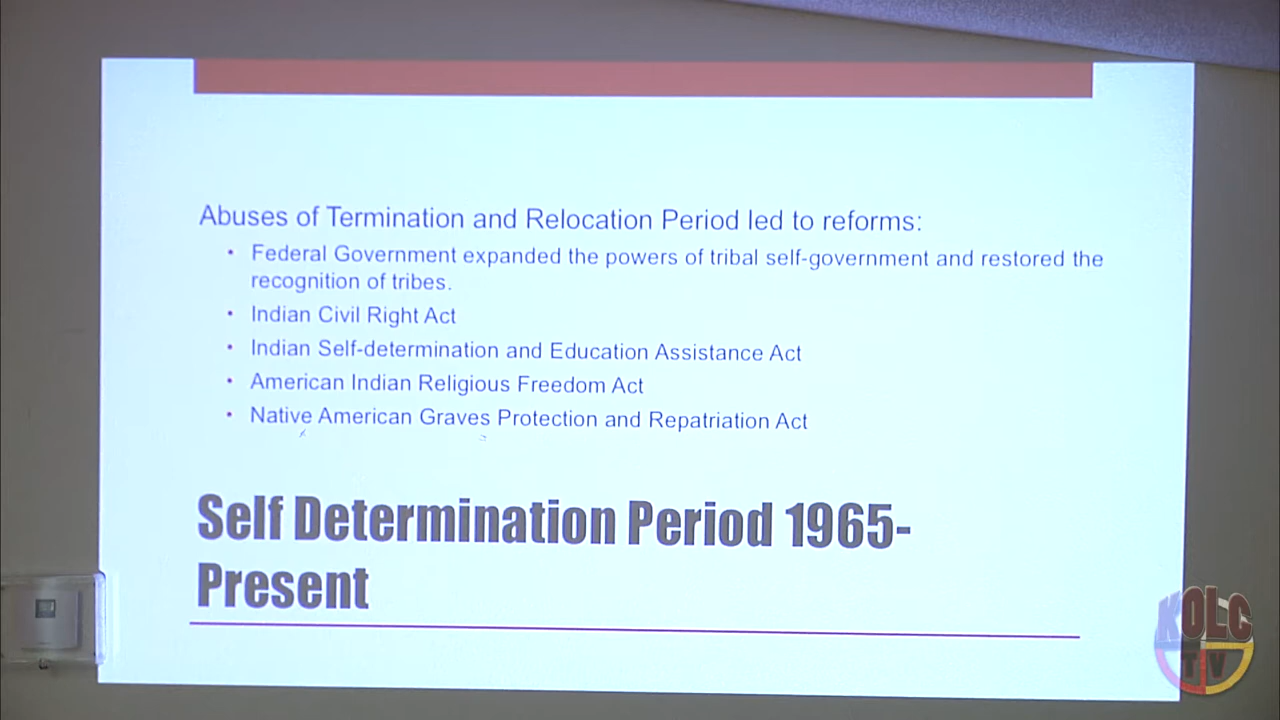 Abuses of Termination and Relocation Period led to reforms:
• Federal Government expanded the powers of tribal self-government and restored the
recognition of tribes.
• Indian Civil Right Act
• Indian Self-determination and Education Assistance Act
• American Indian Religious Freedom Act
• Native American Graves Protection and Repatriation Act
Self Determination Period 1965-
Present
KOLC
TV